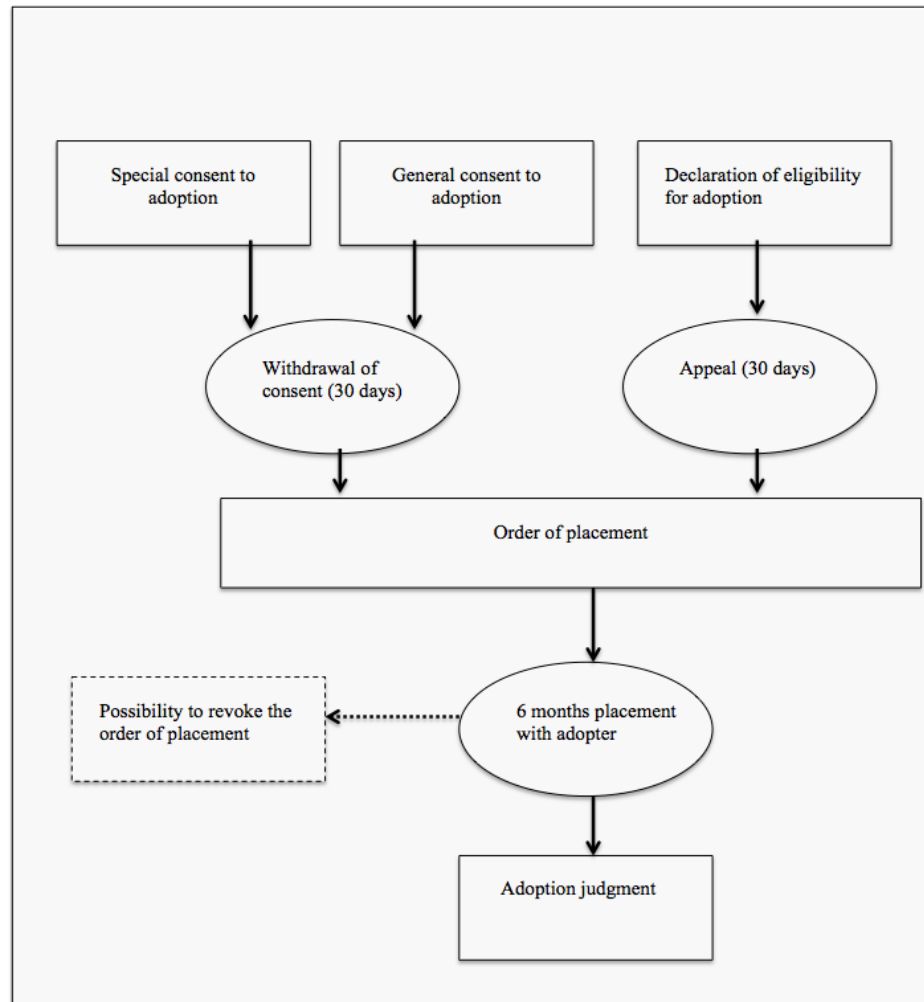 Special consent to
adoption
General consent to
adoption
Declaration of eligibility
for adoption
Withdrawal of
consent (30 days)
Appeal (30 days)
Order of placement
Possibility to revoke the
order of placement
6 months placement
with adopter
Adoption judgment